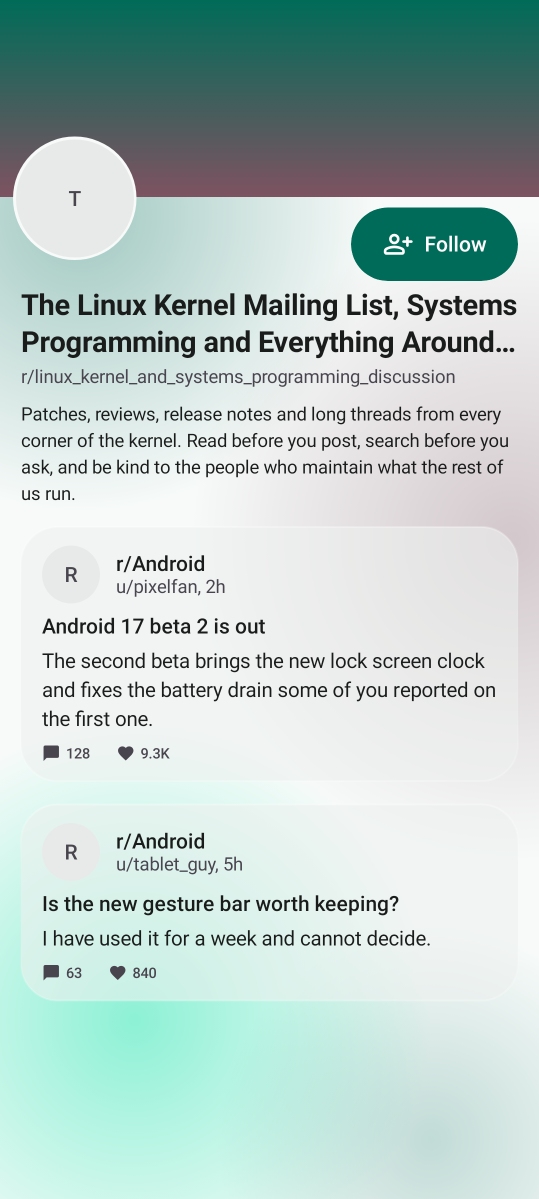 T
Follow
The Linux Kernel Mailing List, Systems
Programming and Everything Around…
r/linux_kernel_and_systems_programming_discussion
Patches, reviews, release notes and long threads from every
corner of the kernel. Read before you post, search before you
ask, and be kind to the people who maintain what the rest of
us run.
R
r/Android
u/pixelfan, 2h
Android 17 beta 2 is out
The second beta brings the new lock screen clock
and fixes the battery drain some of you reported on
the first one.
128 9.3K
R
r/Android
u/tablet_guy, 5h
Is the new gesture bar worth keeping?
I have used it for a week and cannot decide.
63 840